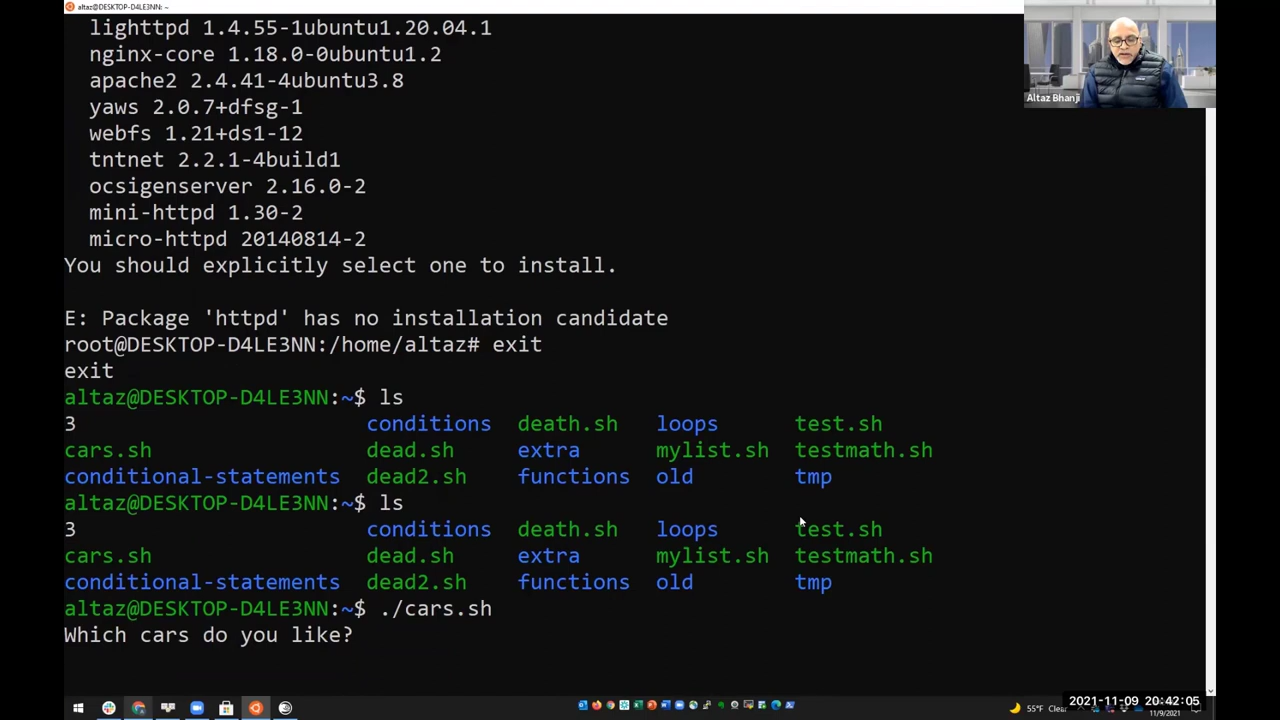 altaz@DESKTOP-D4LE3NN: ~
lighttpd 1.4.55-1ubuntu1.20.04.1
nginx-core 1.18.0-0ubuntu1.2
apache2 2.4.41-4ubuntu3.8
yaws 2.0.7+dfsg-1
webfs 1.21+ds1-12
tntnet 2.2.1-4build1
ocsigenserver 2.16.0-2
mini-httpd 1.30-2
micro-httpd 20140814-2
You should explicitly select one to install.
E: Package 'httpd' has no installation candidate
root@DESKTOP-D4LE3NN:/home/altaz# exit
exit
altaz@DESKTOP-D4LE3NN:~$ ls
3 conditions death.sh loops test.sh
cars.sh dead.sh extra mylist.sh testmath.sh
conditional-statements dead2.sh functions old tmp
altaz@DESKTOP-D4LE3NN:~$ ls
3 conditions death.sh loops test.sh
cars.sh dead.sh extra mylist.sh testmath.sh
conditional-statements dead2.sh functions old tmp
altaz@DESKTOP-D4LE3NN:~$ ./cars.sh
Which cars do you like?
Altaz Bhanji
2021-11-09 20:42:05
55°F Clear
11/9/2021